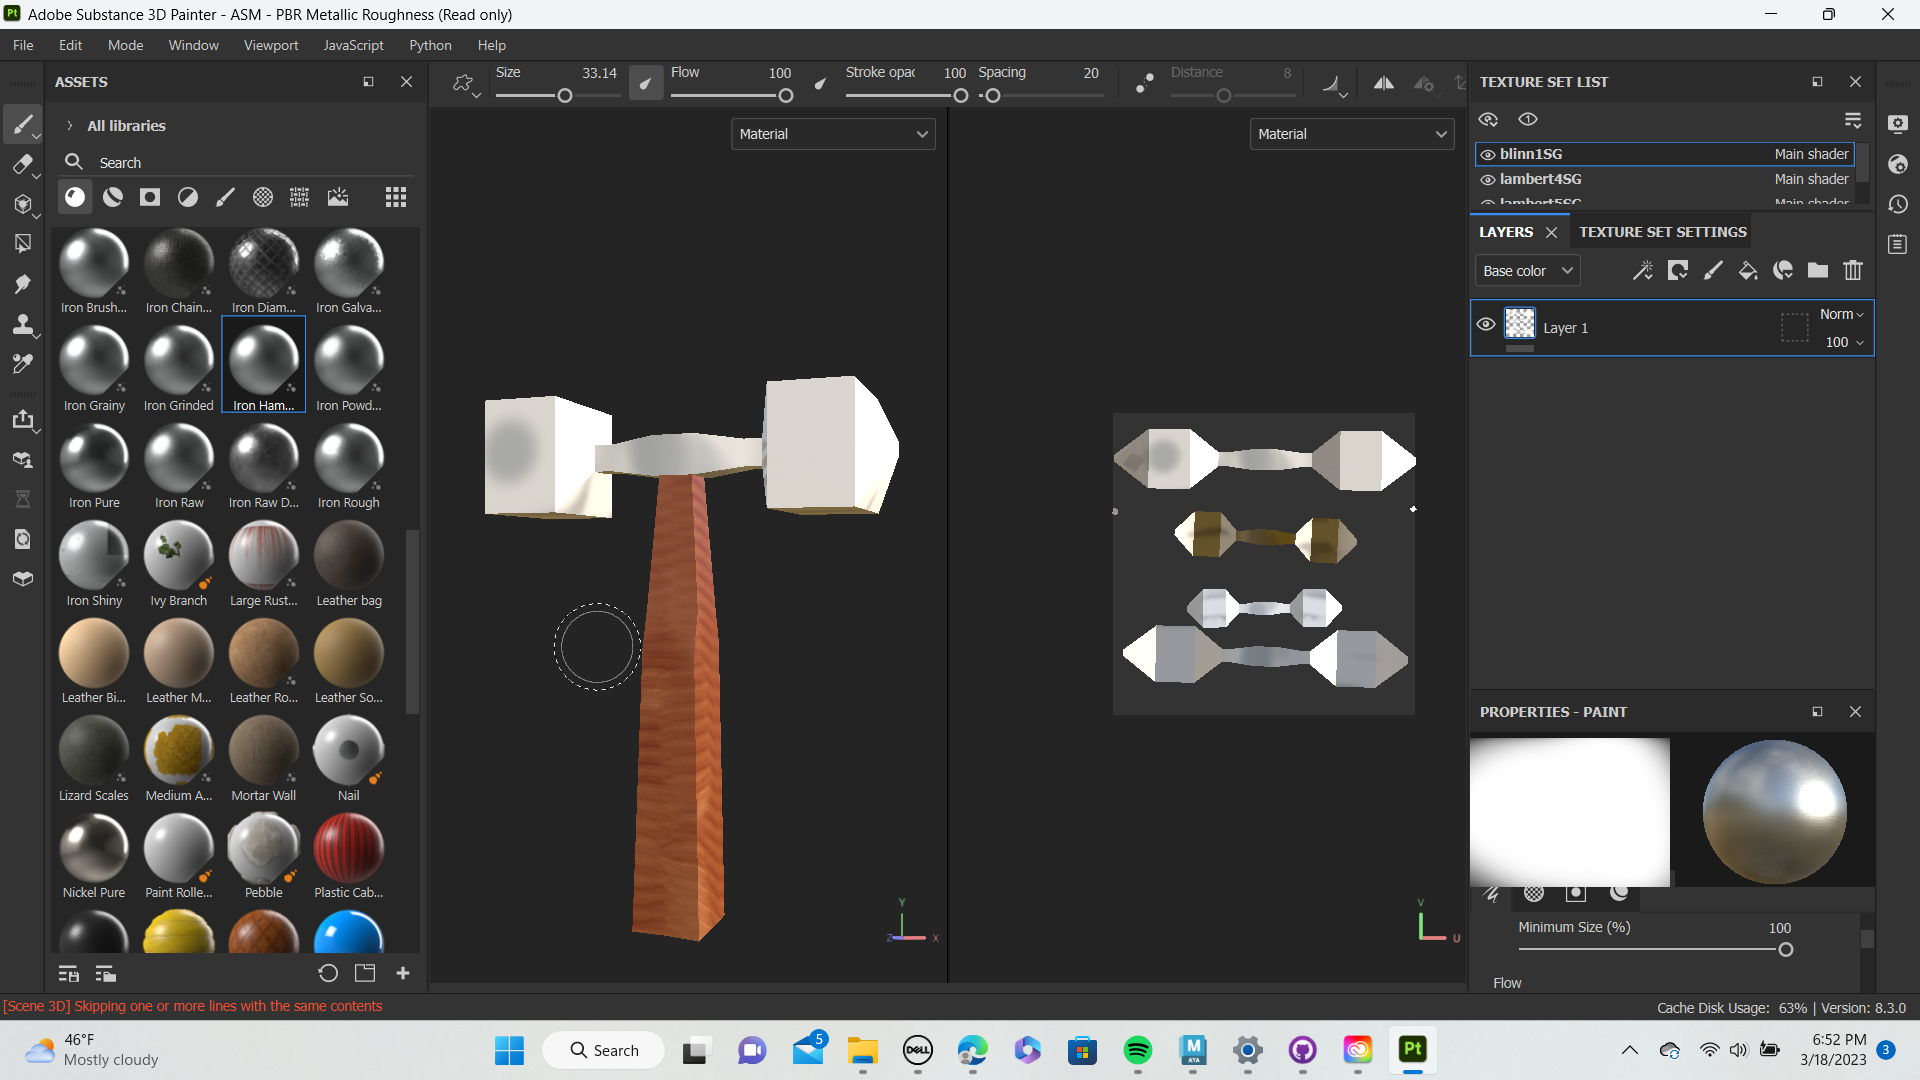 Pt Adobe Substance 3D Painter - ASM - PBR Metallic Roughness (Read only)
File Edit Mode Window Viewport JavaScript Python Help
ASSETS
Size 33.14 Flow 100 Stroke opac 100 Spacing 20 Distance 8
TEXTURE SET LIST
All libraries
Search
Material
Material
blinn1SG Main shader
lambert4SG Main shader
lambert5SG Main shader
LAYERS TEXTURE SET SETTINGS
Base color
Layer 1
Norm
100
Iron Brush... Iron Chain... Iron Diam... Iron Galva...
Iron Grainy Iron Grinded Iron Ham... Iron Powd...
Iron Pure Iron Raw Iron Raw D... Iron Rough
Iron Shiny Ivy Branch Large Rust... Leather bag
Leather Bi... Leather M... Leather Ro... Leather So...
Lizard Scales Medium A... Mortar Wall Nail
Nickel Pure Paint Rolle... Pebble Plastic Cab...
Y
Z X
V
U
PROPERTIES - PAINT
Minimum Size (%) 100
Flow
[Scene 3D] Skipping one or more lines with the same contents
Cache Disk Usage: 63% | Version: 8.3.0
46°F
Mostly cloudy
Search
5
DELL
M
AYA
Pt
6:52 PM
3/18/2023
3